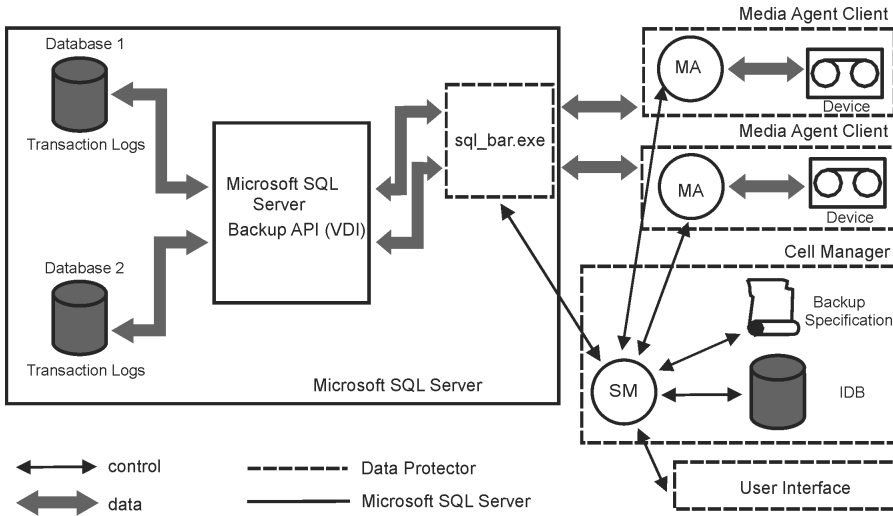 Media Agent Client
Database 1
Transaction Logs
MA
Device
sql_bar.exe
Media Agent Client
MA
Device
Microsoft SQL
Server
Backup API (VDI)
Cell Manager
Database 2
Transaction Logs
Backup
Specification
SM
IDB
Microsoft SQL Server
control
data
Data Protector
Microsoft SQL Server
User Interface